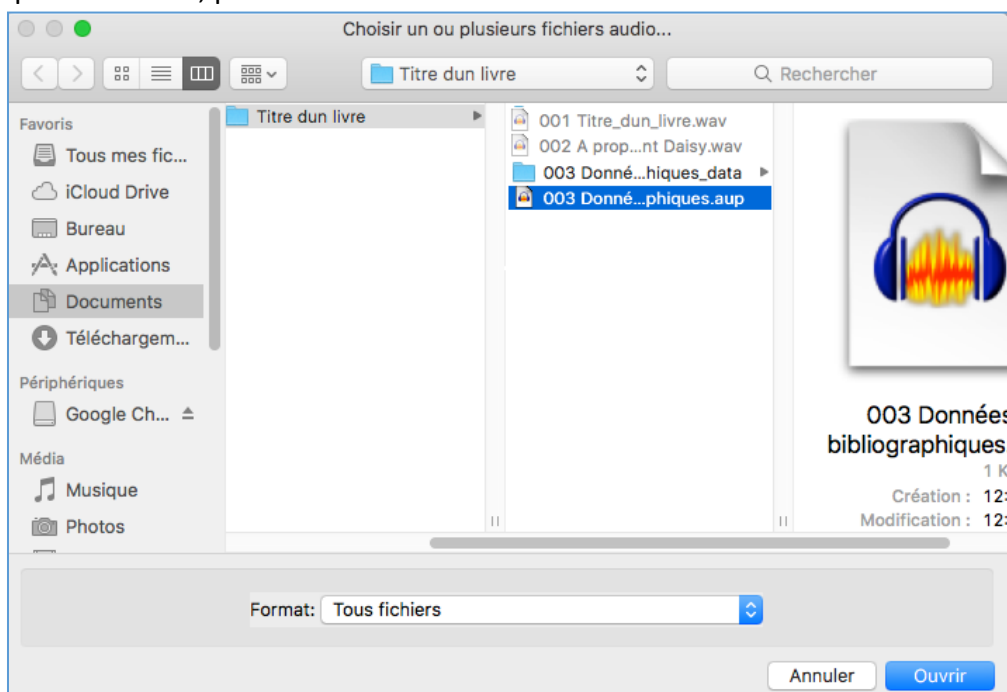 Choisir un ou plusieurs fichiers audio...
Titre dun livre
Rechercher
Favoris
Tous mes fic...
iCloud Drive
Bureau
Applications
Documents
Téléchargem...
Périphériques
Google Ch...
Média
Musique
Photos
Titre dun livre
001 Titre_dun_livre.wav
002 A prop...nt Daisy.wav
003 Donné...hiques_data
003 Donné...phiques.aup
003 Données
bibliographiques
1 K
Création : 12:
Modification : 12:
Format: Tous fichiers
Annuler Ouvrir